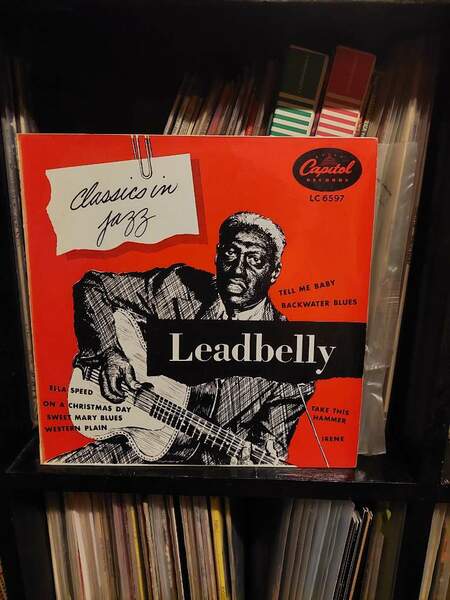 Classics in
jazz
Capitol
RECORDS
LC 6597
TELL ME BABY
BACKWATER BLUES
Leadbelly
ELLA SPEED
ON A CHRISTMAS DAY
SWEET MARY BLUES
WESTERN PLAIN
TAKE THIS
HAMMER
IRENE